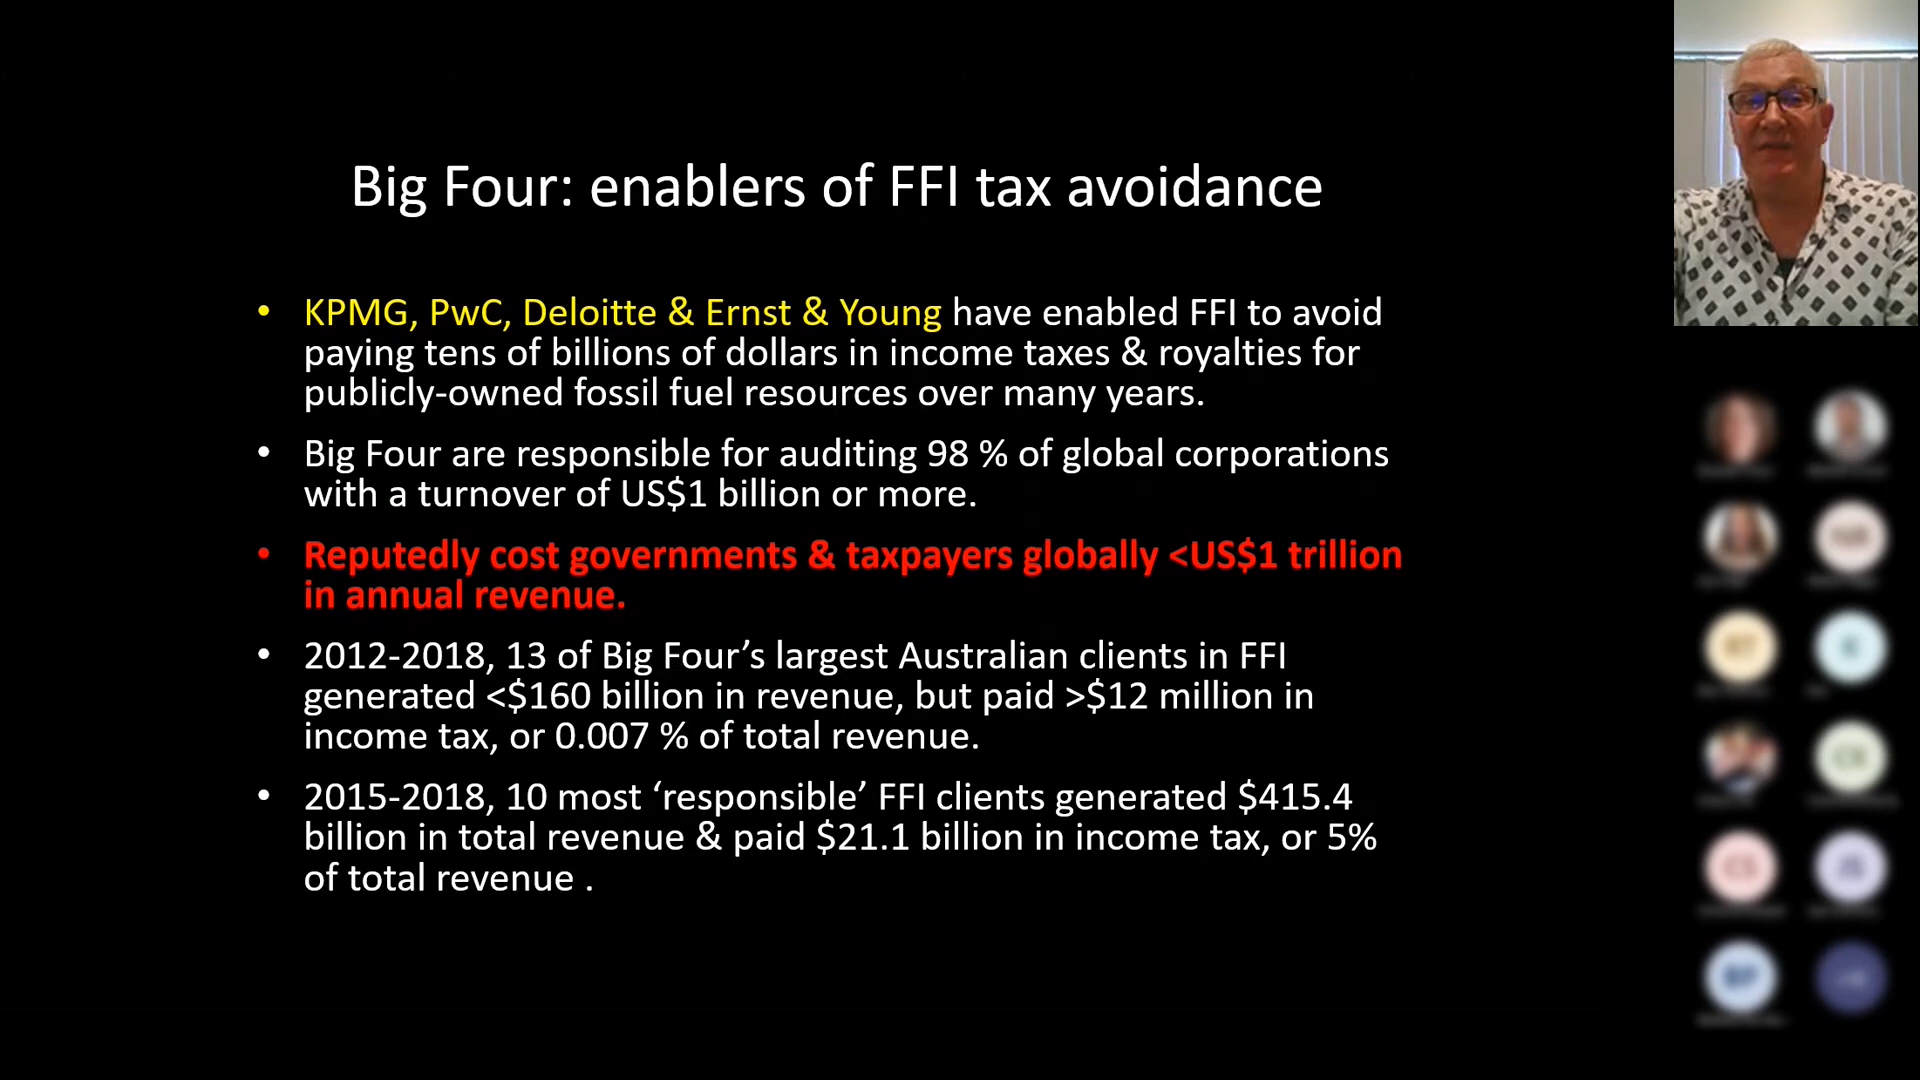 Big Four: enablers of FFI tax avoidance
• KPMG, PwC, Deloitte & Ernst & Young have enabled FFI to avoid
paying tens of billions of dollars in income taxes & royalties for
publicly-owned fossil fuel resources over many years.
• Big Four are responsible for auditing 98 % of global corporations
with a turnover of US$1 billion or more.
• Reputedly cost governments & taxpayers globally <US$1 trillion
in annual revenue.
• 2012-2018, 13 of Big Four’s largest Australian clients in FFI
generated <$160 billion in revenue, but paid >$12 million in
income tax, or 0.007 % of total revenue.
• 2015-2018, 10 most ‘responsible’ FFI clients generated $415.4
billion in total revenue & paid $21.1 billion in income tax, or 5%
of total revenue .